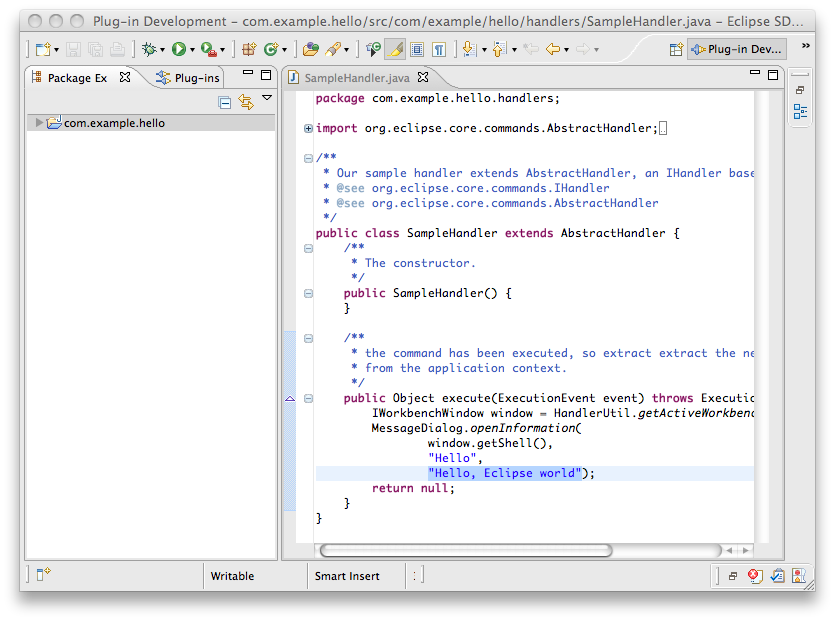 Plug-in Development - com.example.hello/src/com/example/hello/handlers/SampleHandler.java - Eclipse SD...
Plug-in Dev...
»
Package Ex
Plug-ins
SampleHandler.java
com.example.hello
package com.example.hello.handlers;
import org.eclipse.core.commands.AbstractHandler;
/**
* Our sample handler extends AbstractHandler, an IHandler base
* @see org.eclipse.core.commands.IHandler
* @see org.eclipse.core.commands.AbstractHandler
*/
public class SampleHandler extends AbstractHandler {
/**
* The constructor.
*/
public SampleHandler() {
}
/**
* the command has been executed, so extract extract the ne
* from the application context.
*/
public Object execute(ExecutionEvent event) throws Executio
IWorkbenchWindow window = HandlerUtil.getActiveWorkbenc
MessageDialog.openInformation(
window.getShell(),
"Hello",
"Hello, Eclipse world");
return null;
}
}
Writable
Smart Insert
: